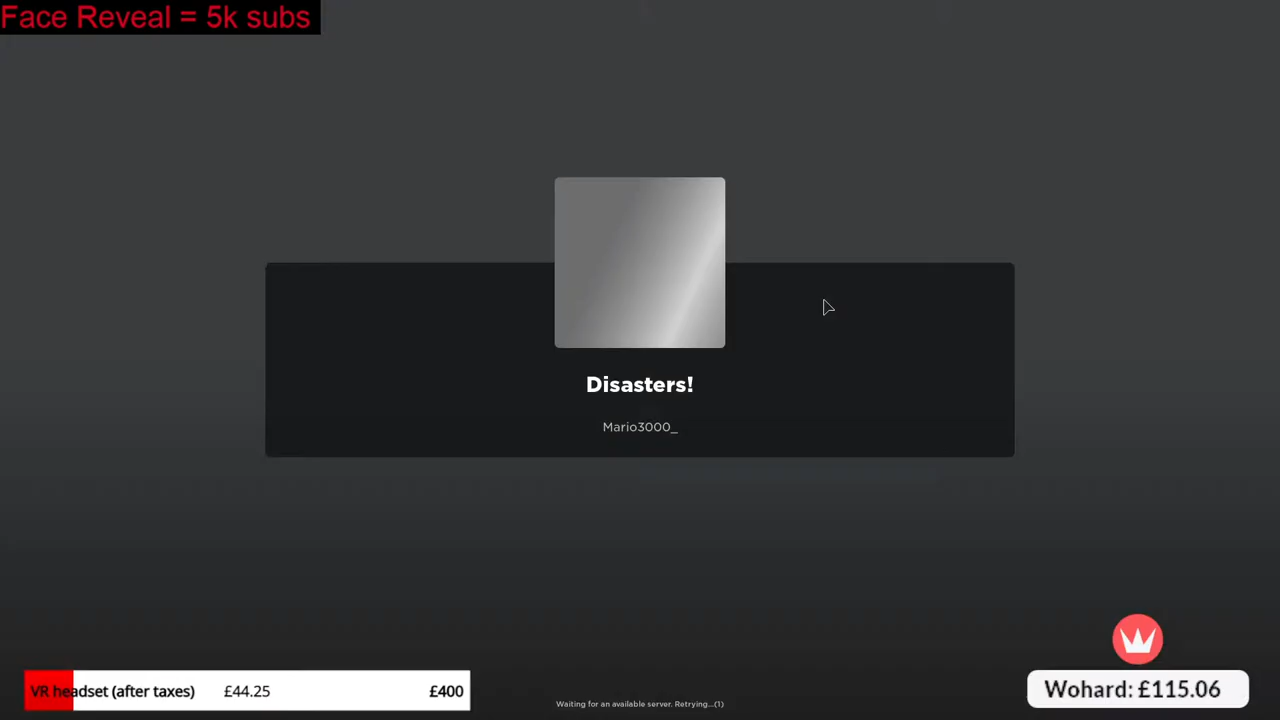 Face Reveal = 5k subs
Disasters!
Mario3000_
VR headset (after taxes) £44.25 £400
Waiting for an available server. Retrying...(1)
Wohard: £115.06